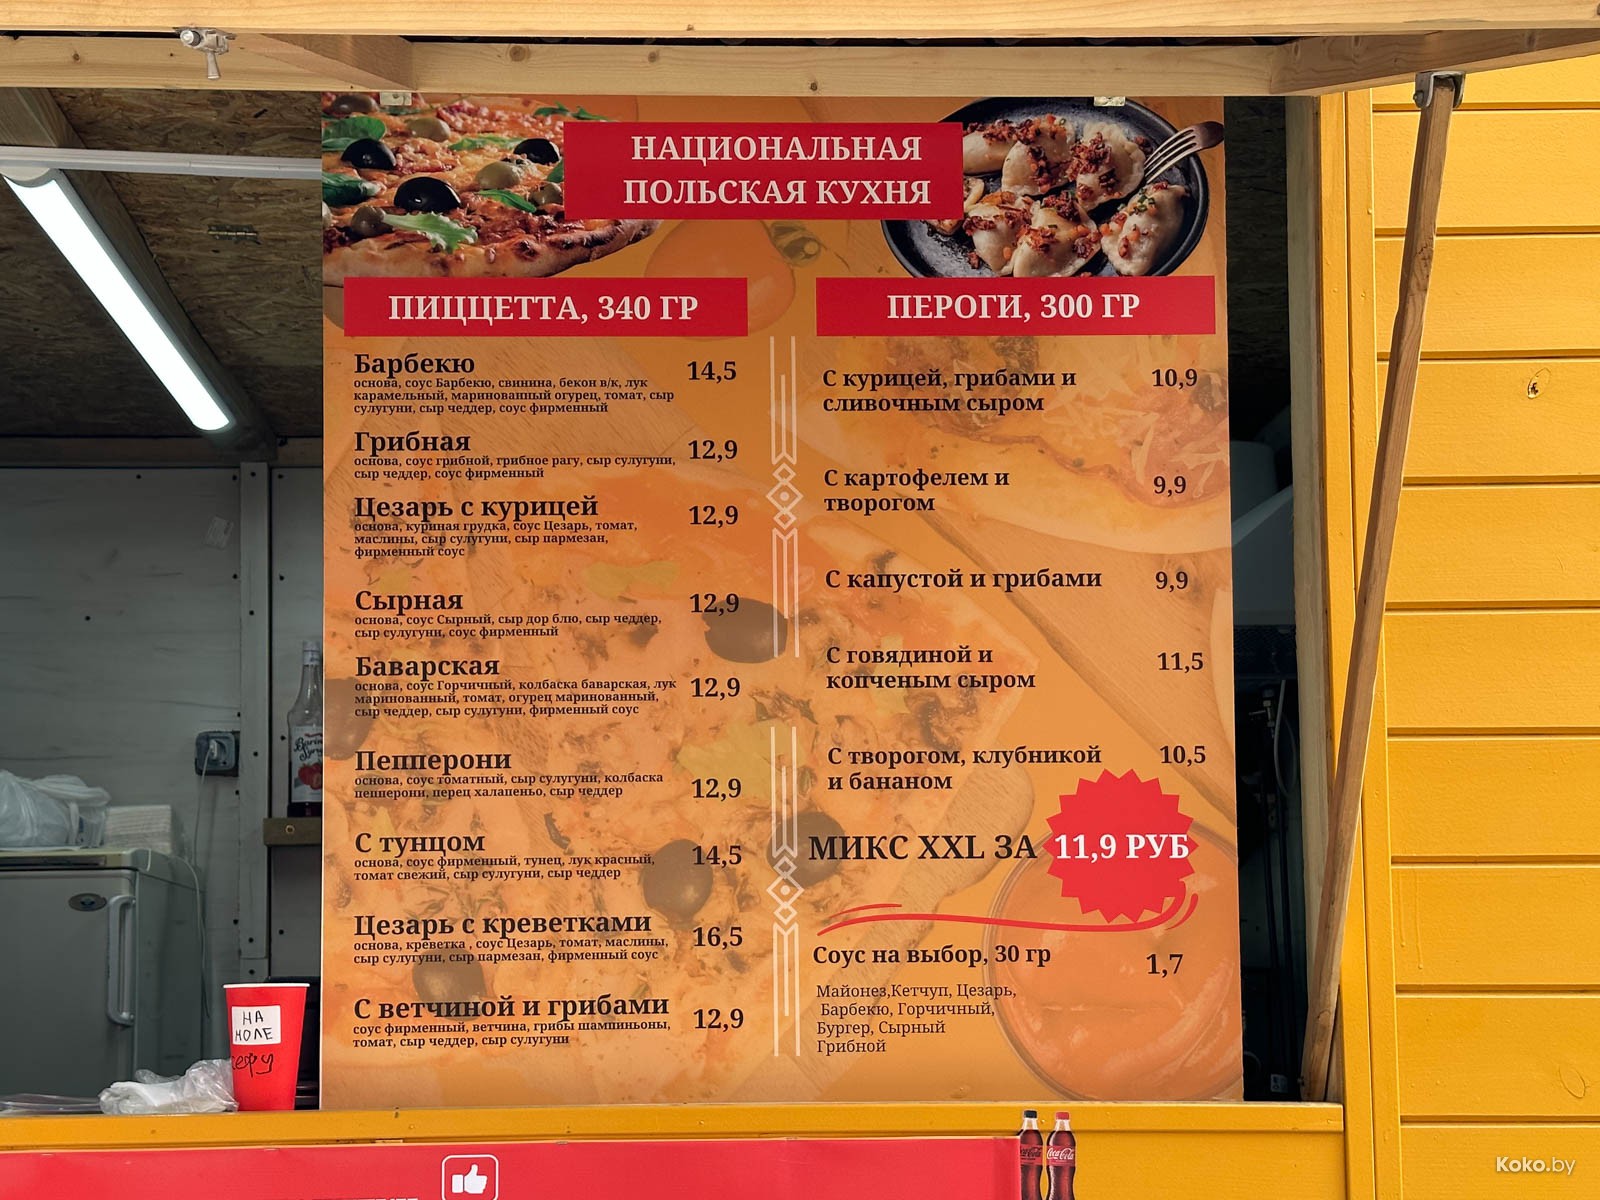 НАЦИОНАЛЬНАЯ
ПОЛЬСКАЯ КУХНЯ
ПИЦЦЕТТА, 340 ГР
Барбекю 14,5
основа, соус Барбекю, свинина, бекон в/к, лук
карамельный, маринованный огурец, томат, сыр
сулугуни, сыр чеддер, соус фирменный
Грибная 12,9
основа, соус грибной, грибное рагу, сыр сулугуни,
сыр чеддер, соус фирменный
Цезарь с курицей 12,9
основа, куриная грудка, соус Цезарь, томат,
маслины, сыр сулугуни, сыр пармезан,
фирменный соус
Сырная 12,9
основа, соус Сырный, сыр дор блю, сыр чеддер,
сыр сулугуни, соус фирменный
Баварская 12,9
основа, соус Горчичный, колбаска баварская, лук
маринованный, томат, огурец маринованный,
сыр чеддер, сыр сулугуни, фирменный соус
Пепперони 12,9
основа, соус томатный, сыр сулугуни, колбаска
пепперони, перец халапеньо, сыр чеддер
С тунцом 14,5
основа, соус фирменный, тунец, лук красный,
томат свежий, сыр сулугуни, сыр чеддер
Цезарь с креветками 16,5
основа, креветка , соус Цезарь, томат, маслины,
сыр сулугуни, сыр пармезан, фирменный соус
С ветчиной и грибами 12,9
соус фирменный, ветчина, грибы шампиньоны,
томат, сыр чеддер, сыр сулугуни
ПЕРОГИ, 300 ГР
С курицей, грибами и 10,9
сливочным сыром
С картофелем и 9,9
творогом
С капустой и грибами 9,9
С говядиной и 11,5
копченым сыром
С творогом, клубникой 10,5
и бананом
МИКС XXL ЗА 11,9 РУБ
Соус на выбор, 30 гр 1,7
Майонез,Кетчуп, Цезарь,
Барбекю, Горчичный,
Бургер, Сырный
Грибной
НА
Coca-Cola
Koko.by